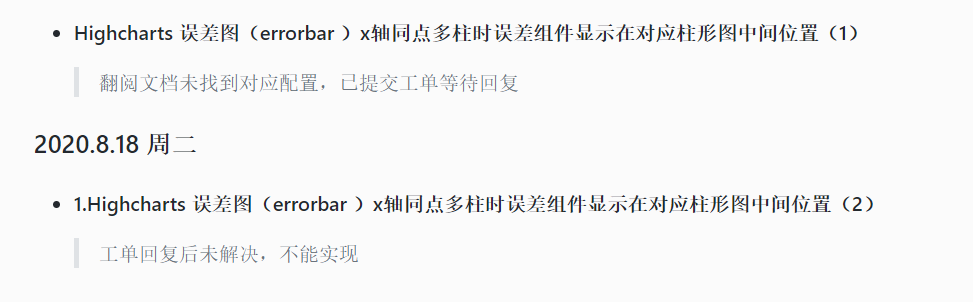 Highcharts 误差图（errorbar ）x轴同点多柱时误差组件显示在对应柱形图中间位置（1）
翻阅文档未找到对应配置，已提交工单等待回复
2020.8.18 周二
1.Highcharts 误差图（errorbar ）x轴同点多柱时误差组件显示在对应柱形图中间位置（2）
工单回复后未解决，不能实现